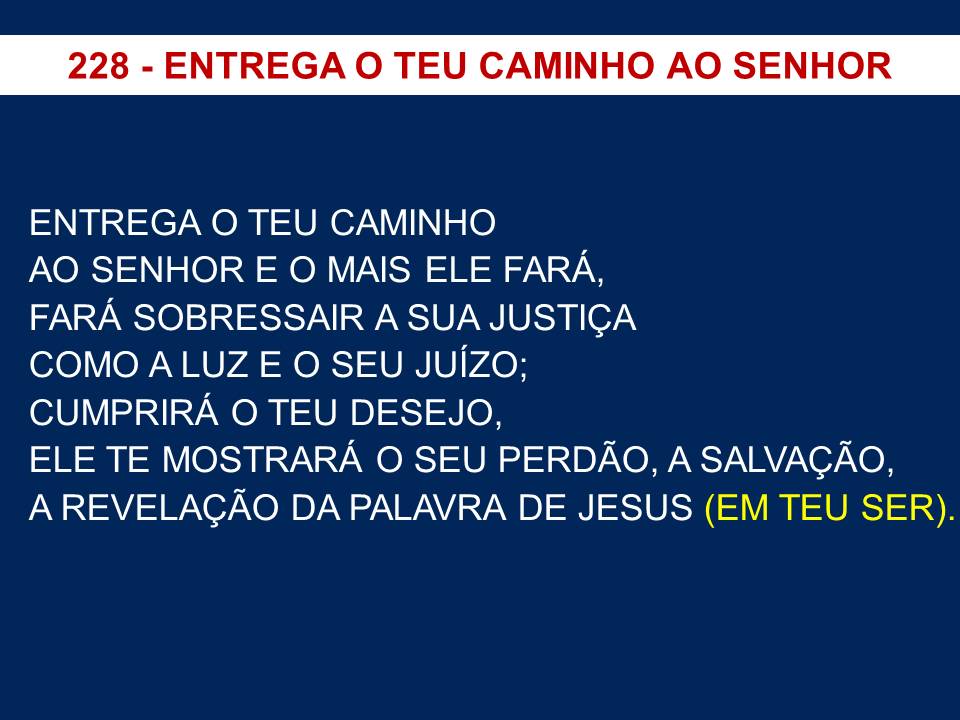 228 - ENTREGA O TEU CAMINHO AO SENHOR
ENTREGA O TEU CAMINHO
AO SENHOR E O MAIS ELE FARÁ,
FARÁ SOBRESSAIR A SUA JUSTIÇA
COMO A LUZ E O SEU JUÍZO;
CUMPRIRÁ O TEU DESEJO,
ELE TE MOSTRARÁ O SEU PERDÃO, A SALVAÇÃO,
A REVELAÇÃO DA PALAVRA DE JESUS (EM TEU SER).